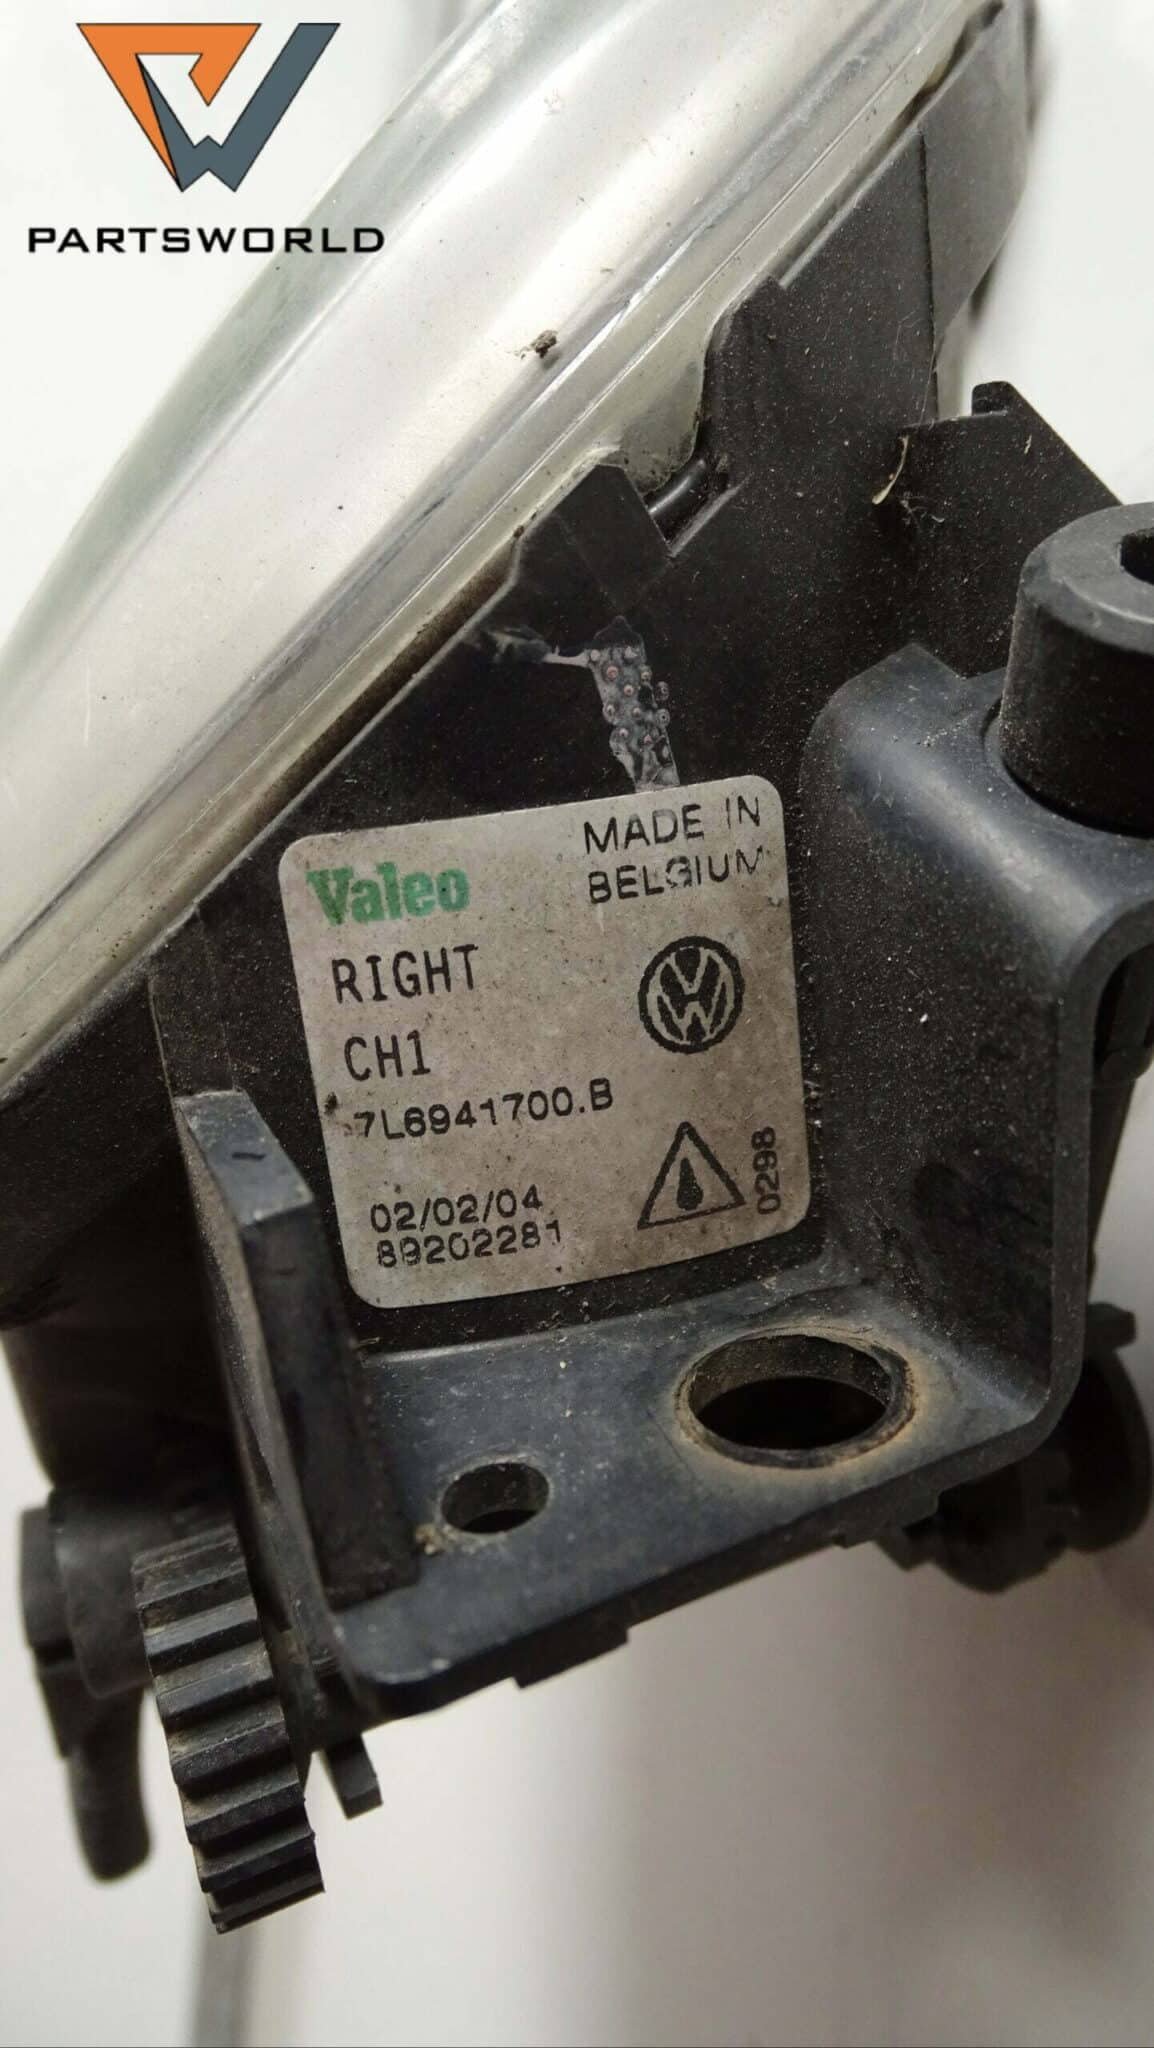 PARTSWORLD
Valeo
MADE IN
BELGIUM
RIGHT
CH1
7L6941700.B
02/02/04
89202281
0298